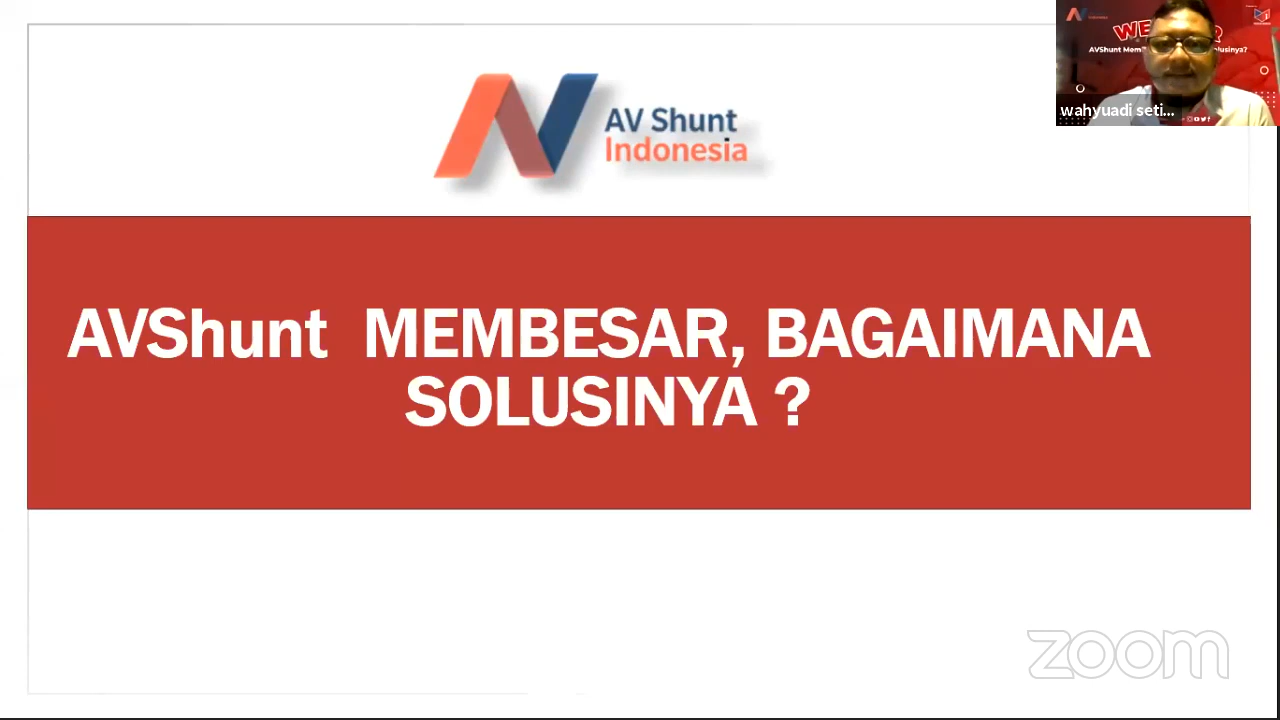 AV Shunt
Indonesia
AVShunt MEMBESAR, BAGAIMANA
SOLUSINYA ?
wahyuadi seti...
zoom